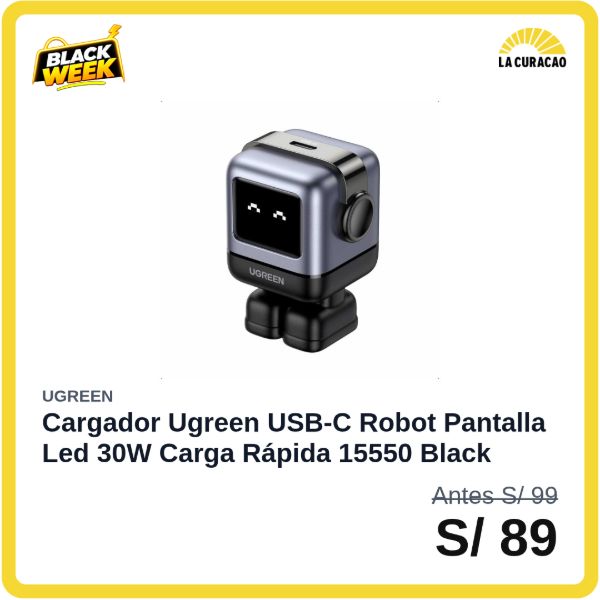 BLACK
WEEK
LA CURACAO
UGREEN
UGREEN
Cargador Ugreen USB-C Robot Pantalla
Led 30W Carga Rápida 15550 Black
Antes S/ 99
S/ 89